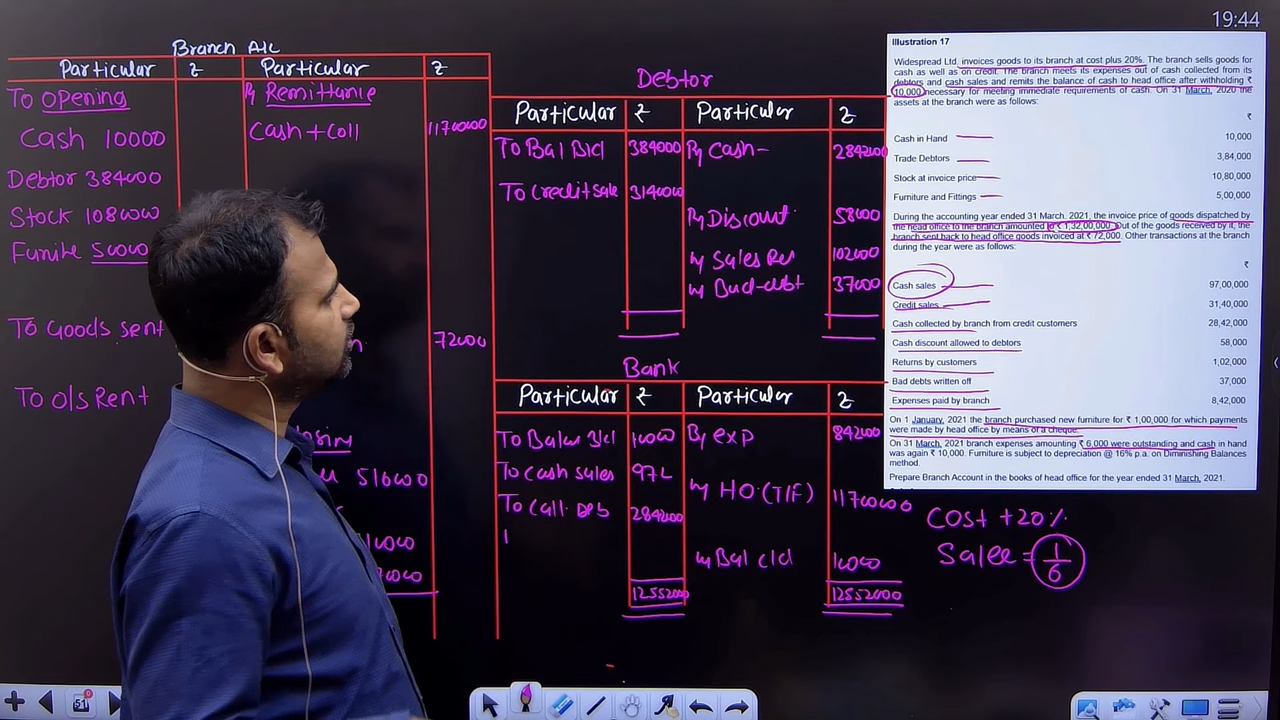 19:44
Branch A/c
Particular ₹ Particular ₹
To opening By Remittance
Cash 10000 Cash + Coll 11700000
Debtor 384000
Stock 1080000
To Goods sent 72000
To o/s Rent
516000
Debtor
Particular ₹ Particular ₹
To Bal B/d 384000 By Cash - 2842000
To credit sale 3140000
By Discount 58000
By Sales Ret 102000
By Bad-debt 37000
Bank
Particular ₹ Particular ₹
To Balan B/d 10000 By exp 842000
To cash sales 97L
By HO (T/F) 11700000
To Coll. Deb 2842000
By Bal c/d 10000
12552000 12552000
Illustration 17
Widespread Ltd. invoices goods to its branch at cost plus 20%. The branch sells goods for
cash as well as on credit. The branch meets its expenses out of cash collected from its
debtors and cash sales and remits the balance of cash to head office after withholding ₹
10,000 necessary for meeting immediate requirements of cash. On 31 March, 2020 the
assets at the branch were as follows:
₹
Cash in Hand 10,000
Trade Debtors 3,84,000
Stock at invoice price 10,80,000
Furniture and Fittings 5,00,000
During the accounting year ended 31 March. 2021, the invoice price of goods dispatched by
the head office to the branch amounted to ₹ 1,32,00,000. Out of the goods received by it, the
branch sent back to head office goods invoiced at ₹ 72,000. Other transactions at the branch
during the year were as follows:
₹
Cash sales 97,00,000
Credit sales 31,40,000
Cash collected by branch from credit customers 28,42,000
Cash discount allowed to debtors 58,000
Returns by customers 1,02,000
Bad debts written off 37,000
Expenses paid by branch 8,42,000
On 1 January, 2021 the branch purchased new furniture for ₹ 1,00,000 for which payments
were made by head office by means of a cheque.
On 31 March, 2021 branch expenses amounting ₹ 6,000 were outstanding and cash in hand
was again ₹ 10,000. Furniture is subject to depreciation @ 16% p.a. on Diminishing Balances
method.
Prepare Branch Account in the books of head office for the year ended 31 March, 2021.
Cost + 20%
Sales = 1/6
51
0